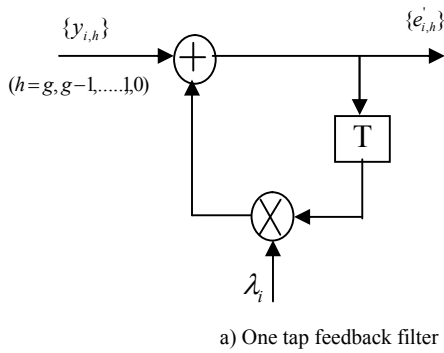 {y_{i,h}}
{e'_{i,h}}
+
(h=g,g−1,.....1,0)
T
λ_i
a) One tap feedback filter